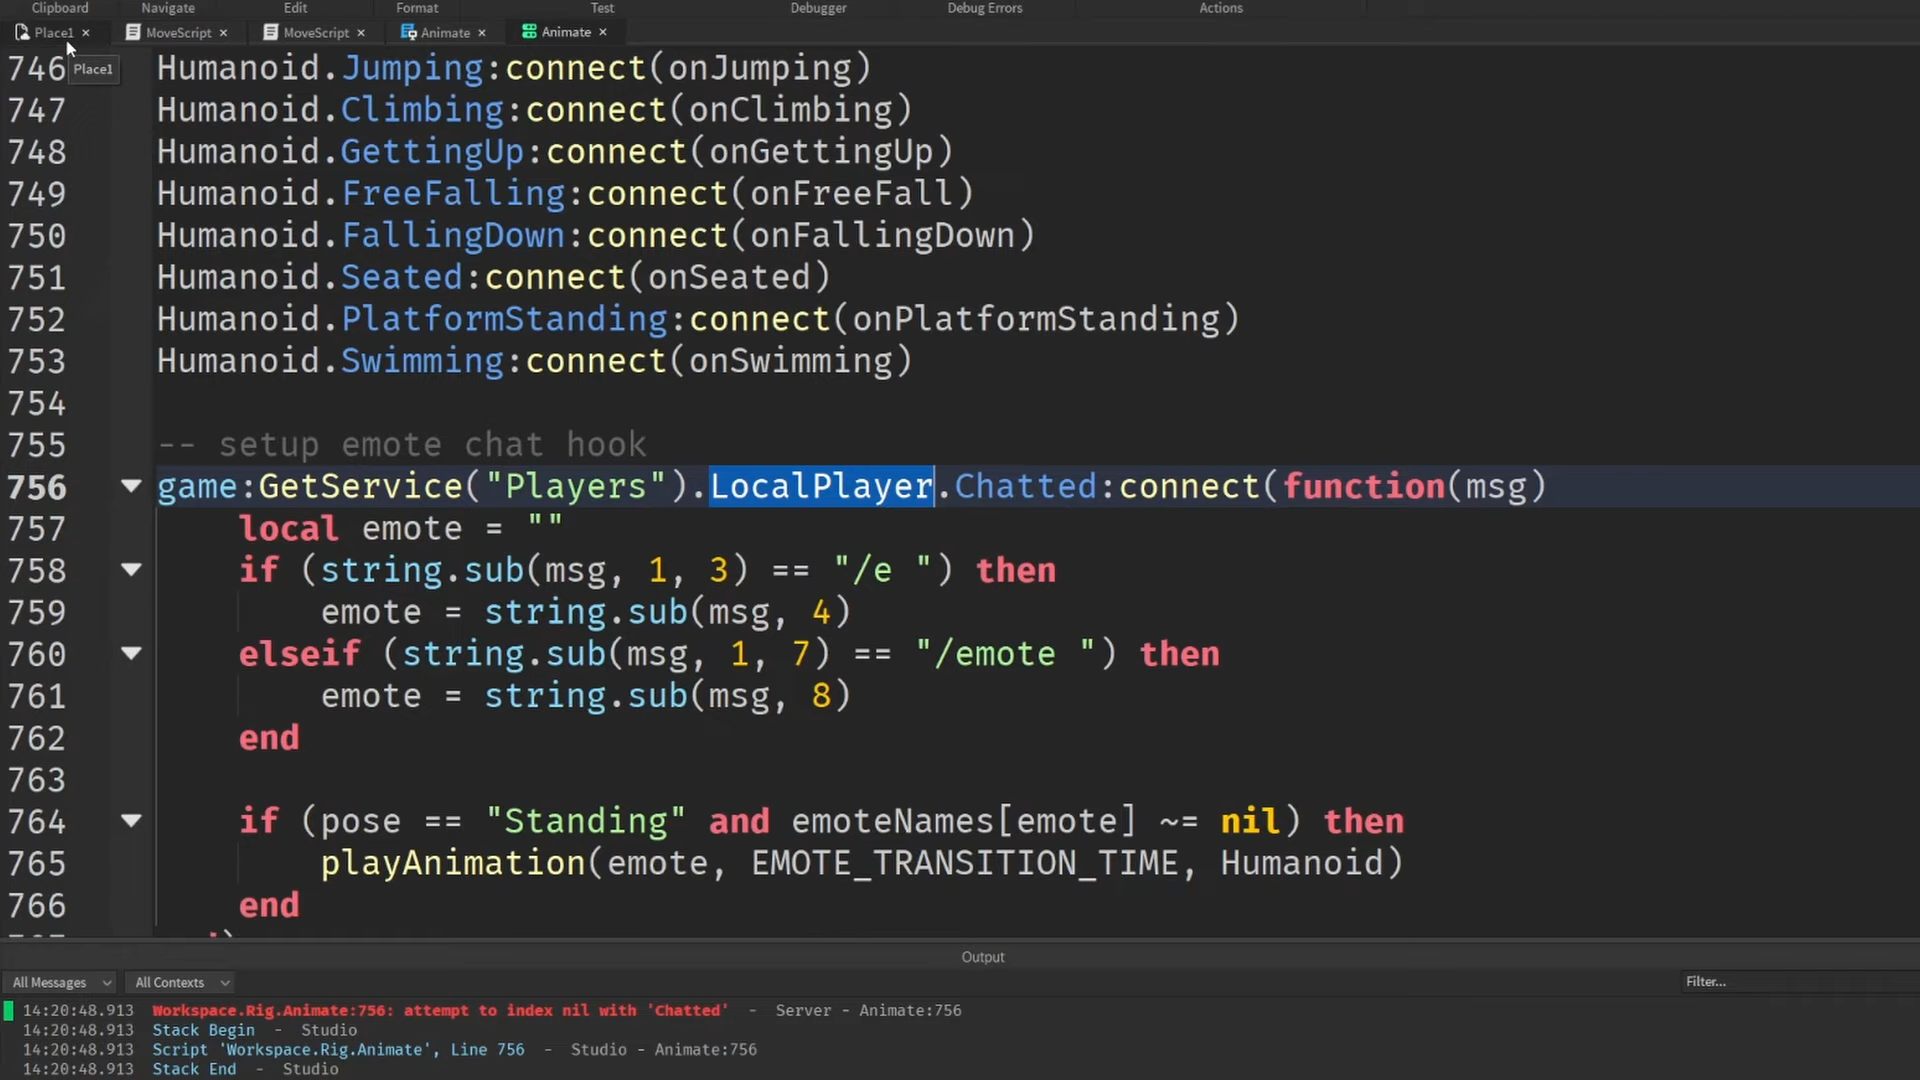 Clipboard Navigate Edit Format Test Debugger Debug Errors Actions
Place1 × MoveScript × MoveScript × Animate × Animate ×
Place1
746 Humanoid.Jumping:connect(onJumping)
747 Humanoid.Climbing:connect(onClimbing)
748 Humanoid.GettingUp:connect(onGettingUp)
749 Humanoid.FreeFalling:connect(onFreeFall)
750 Humanoid.FallingDown:connect(onFallingDown)
751 Humanoid.Seated:connect(onSeated)
752 Humanoid.PlatformStanding:connect(onPlatformStanding)
753 Humanoid.Swimming:connect(onSwimming)
754
755 -- setup emote chat hook
756 game:GetService("Players").LocalPlayer.Chatted:connect(function(msg)
757 local emote = ""
758 if (string.sub(msg, 1, 3) == "/e ") then
759 emote = string.sub(msg, 4)
760 elseif (string.sub(msg, 1, 7) == "/emote ") then
761 emote = string.sub(msg, 8)
762 end
763
764 if (pose == "Standing" and emoteNames[emote] ~= nil) then
765 playAnimation(emote, EMOTE_TRANSITION_TIME, Humanoid)
766 end
Output
All Messages All Contexts Filter...
14:20:48.913 Workspace.Rig.Animate:756: attempt to index nil with 'Chatted' - Server - Animate:756
14:20:48.913 Stack Begin - Studio
14:20:48.913 Script 'Workspace.Rig.Animate', Line 756 - Studio - Animate:756
14:20:48.913 Stack End - Studio